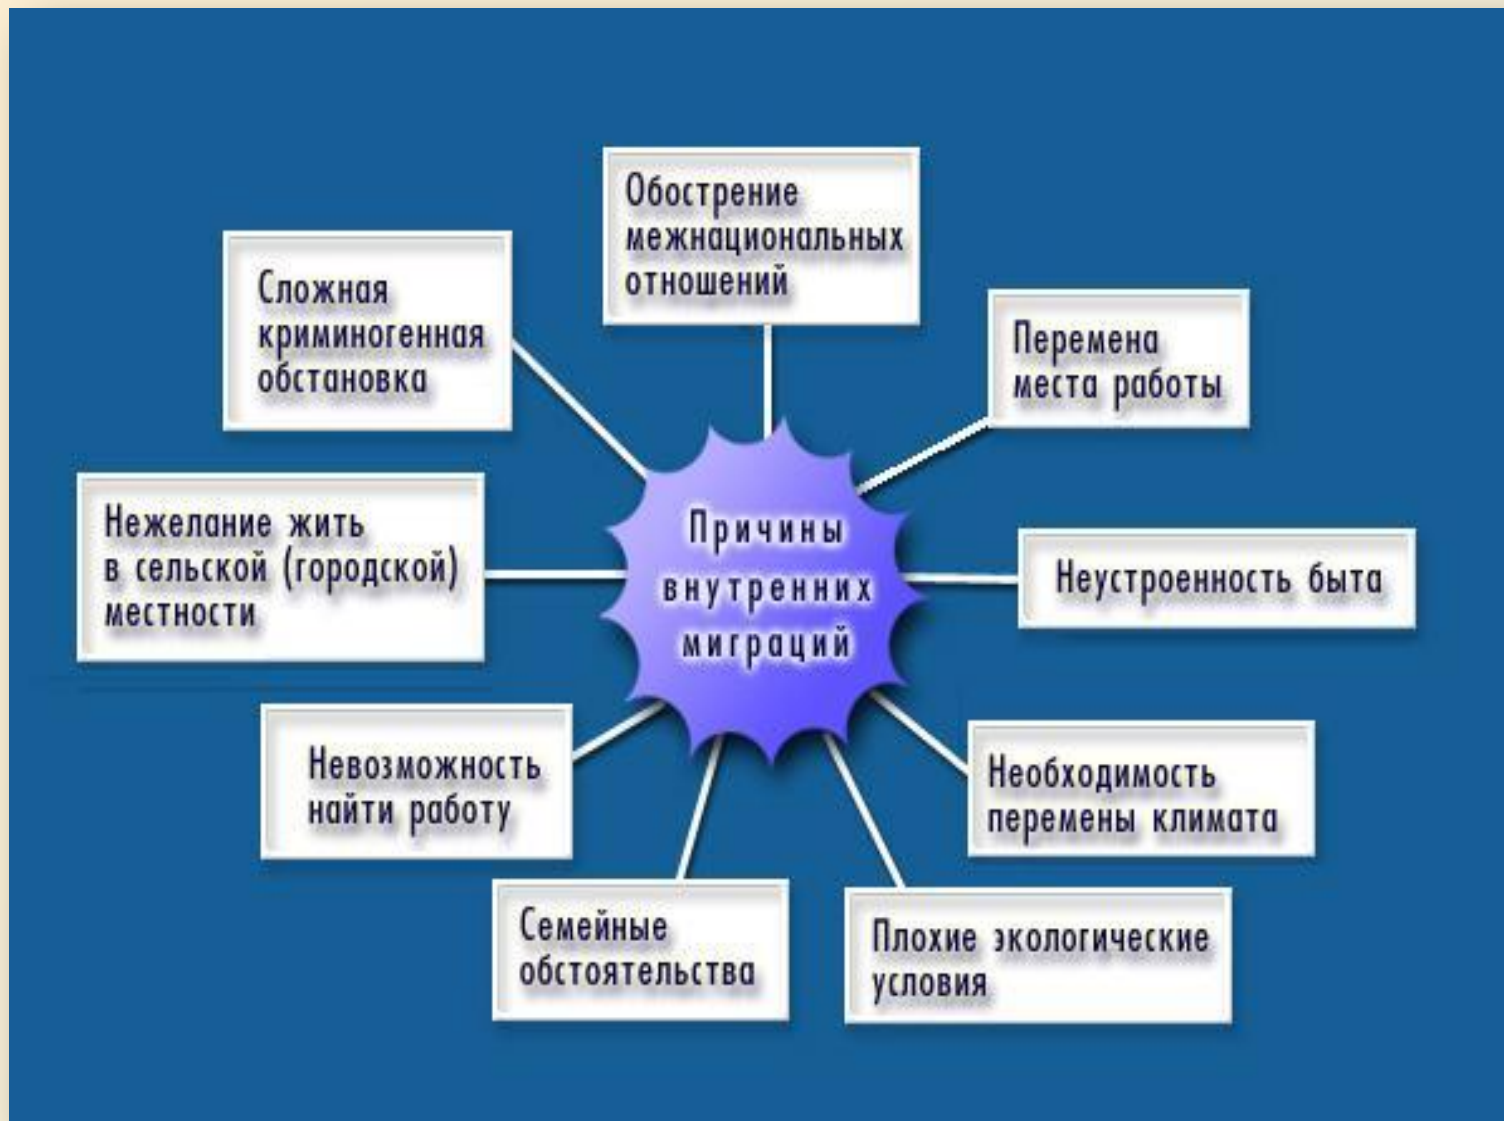 Обострение
межнациональных
отношений
Сложная
криминогенная
обстановка
Перемена
места работы
Нежелание жить
в сельской (городской)
местности
Причины
внутренних
миграций
Неустроенность быта
Невозможность
найти работу
Необходимость
перемены климата
Семейные
обстоятельства
Плохие экологические
условия